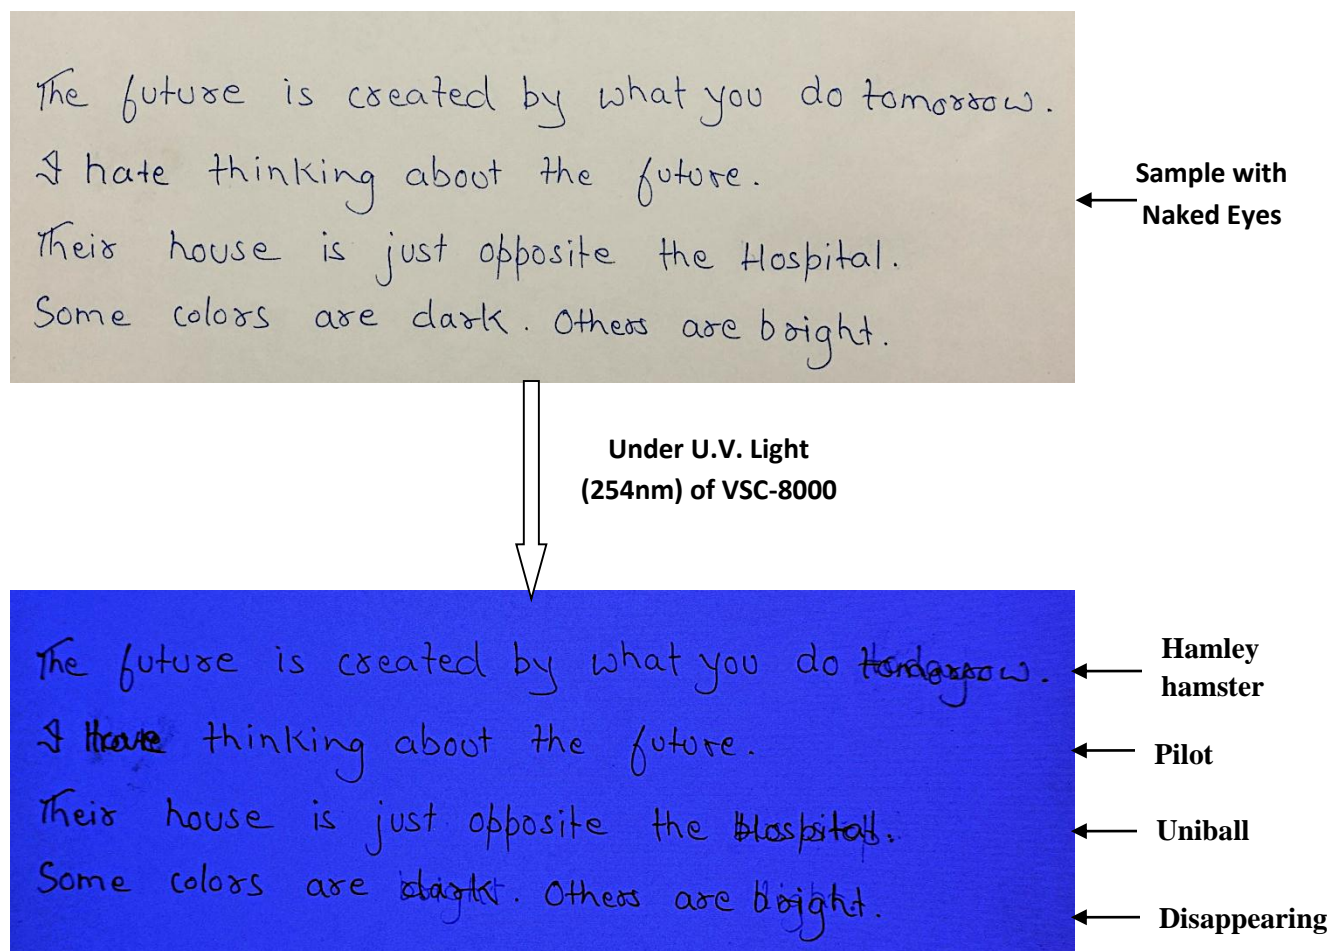 The future is created by what you do tomorrow.
I hate thinking about the future.
Their house is just opposite the Hospital.
Some colors are dark. Others are bright.
Sample with
Naked Eyes
Under U.V. Light
(254nm) of VSC-8000
The future is created by what you do
I thinking about the future.
Their house is just opposite the Hospital.
Some colors are dark. Others are bright.
Hamley
hamster
Pilot
Uniball
Disappearing